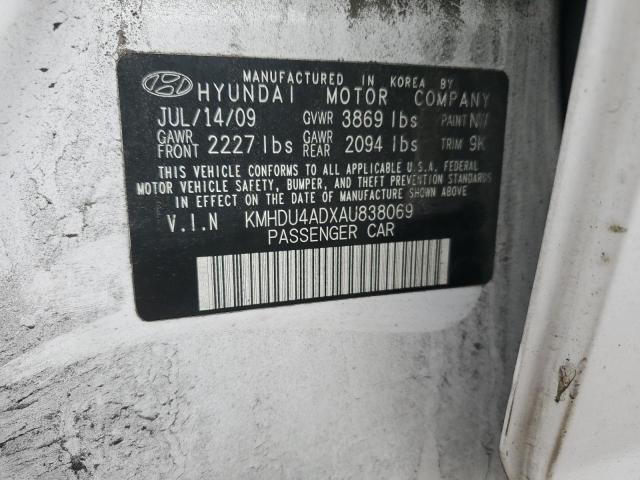 MANUFACTURED IN KOREA BY
HYUNDAI MOTOR COMPANY
JUL/14/09 GVWR 3869 lbs PAINT NW
GAWR FRONT 2227 lbs GAWR REAR 2094 lbs TRIM 9K
THIS VEHICLE CONFORMS TO ALL APPLICABLE U.S.A. FEDERAL
MOTOR VEHICLE SAFETY, BUMPER, AND THEFT PREVENTION STANDARDS
IN EFFECT ON THE DATE OF MANUFACTURE SHOWN ABOVE.
V.I.N KMHDU4ADXAU838069
PASSENGER CAR